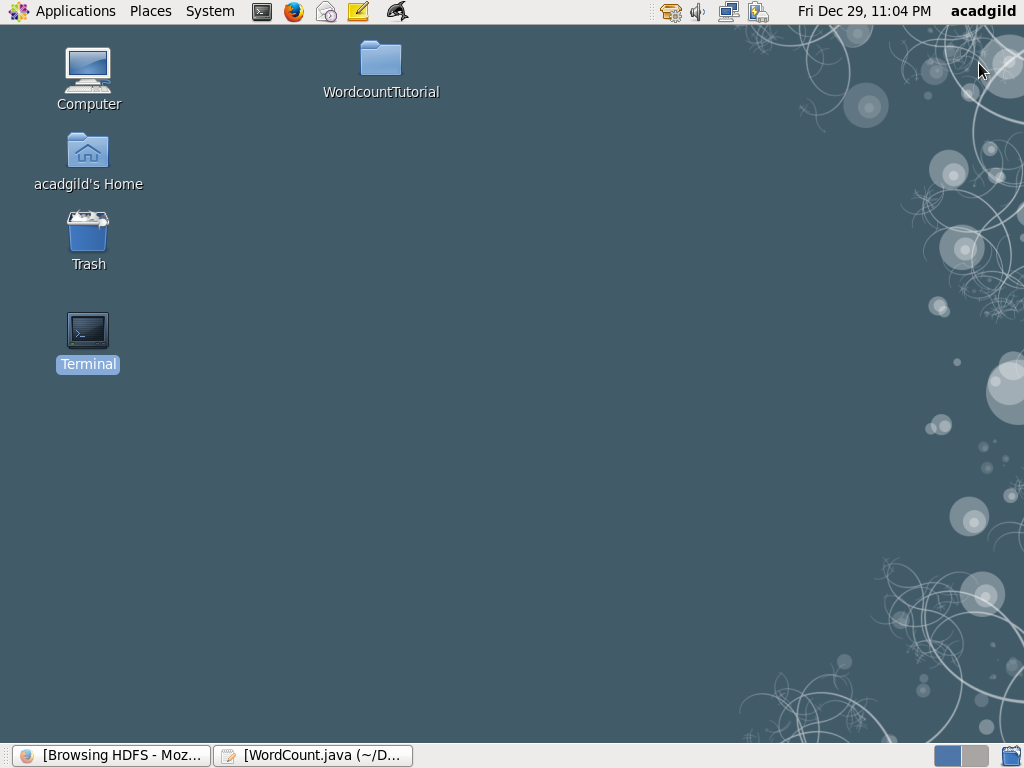 Applications Places System
Fri Dec 29, 11:04 PM acadgild
Computer
WordcountTutorial
acadgild's Home
Trash
Terminal
[Browsing HDFS - Moz...
[WordCount.java (~/D...